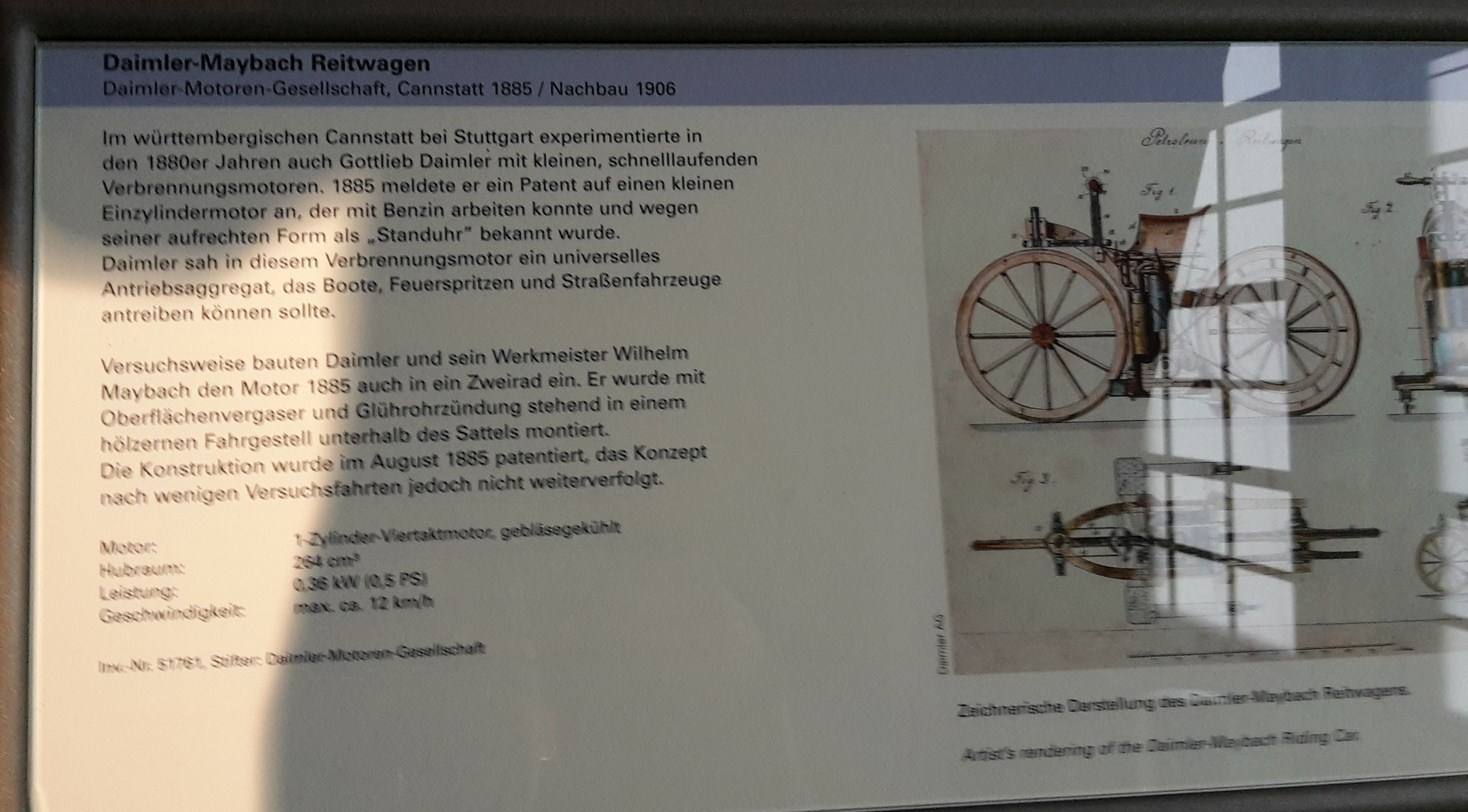 Daimler-Maybach Reitwagen
Daimler-Motoren-Gesellschaft, Cannstatt 1885 / Nachbau 1906
Im württembergischen Cannstatt bei Stuttgart experimentierte in
den 1880er Jahren auch Gottlieb Daimler mit kleinen, schnelllaufenden
Verbrennungsmotoren. 1885 meldete er ein Patent auf einen kleinen
Einzylindermotor an, der mit Benzin arbeiten konnte und wegen
seiner aufrechten Form als „Standuhr" bekannt wurde.
Daimler sah in diesem Verbrennungsmotor ein universelles
Antriebsaggregat, das Boote, Feuerspritzen und Straßenfahrzeuge
antreiben können sollte.
Versuchsweise bauten Daimler und sein Werkmeister Wilhelm
Maybach den Motor 1885 auch in ein Zweirad ein. Er wurde mit
Oberflächenvergaser und Glührohrzündung stehend in einem
hölzernen Fahrgestell unterhalb des Sattels montiert.
Die Konstruktion wurde im August 1885 patentiert, das Konzept
nach wenigen Versuchsfahrten jedoch nicht weiterverfolgt.
Motor: 1-Zylinder-Viertaktmotor, gebläsegekühlt
Hubraum: 264 cm³
Leistung: 0,36 kW (0,5 PS)
Geschwindigkeit: max. ca. 12 km/h
Inv.-Nr. 51761, Stifter: Daimler-Motoren-Gesellschaft
Petroleum Reitwagen
Fig 1.
Fig 2.
Fig 3.
Daimler AG
Zeichnerische Darstellung des Daimler-Maybach Reitwagens.
Artist's rendering of the Daimler-Maybach Riding Car.